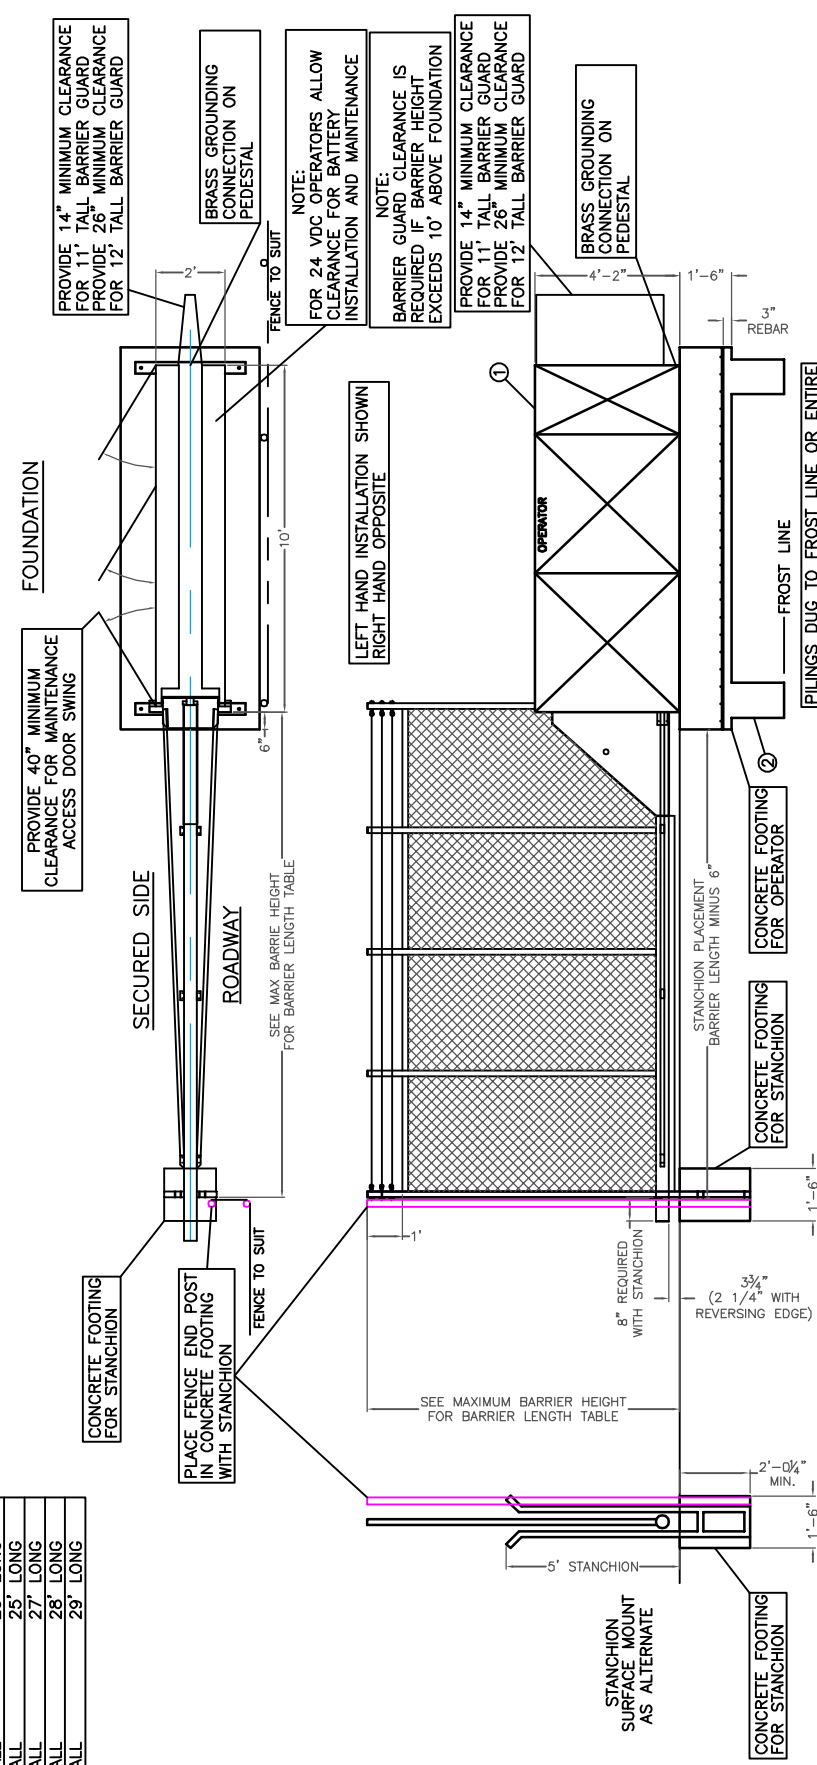 PROVIDE 14" MINIMUM CLEARANCE
FOR 11' TALL BARRIER GUARD
PROVIDE 26" MINIMUM CLEARANCE
FOR 12' TALL BARRIER GUARD
BRASS GROUNDING
CONNECTION ON
PEDESTAL
NOTE:
FOR 24 VDC OPERATORS ALLOW
CLEARANCE FOR BATTERY
INSTALLATION AND MAINTENANCE
NOTE:
BARRIER GUARD CLEARANCE IS
REQUIRED IF BARRIER HEIGHT
EXCEEDS 10' ABOVE FOUNDATION
PROVIDE 14" MINIMUM CLEARANCE
FOR 11' TALL BARRIER GUARD
PROVIDE 26" MINIMUM CLEARANCE
FOR 12' TALL BARRIER GUARD
BRASS GROUNDING
CONNECTION ON
PEDESTAL
FOUNDATION
2'
FENCE TO SUIT
10'
6"
PROVIDE 40" MINIMUM
CLEARANCE FOR MAINTENANCE
ACCESS DOOR SWING
LEFT HAND INSTALLATION SHOWN
RIGHT HAND OPPOSITE
SECURED SIDE
ROADWAY
SEE MAX BARRIE HEIGHT
FOR BARRIER LENGTH TABLE
1
OPERATOR
4'-2"
1'-6"
3"
REBAR
FROST LINE
PILINGS DUG TO FROST LINE OR ENTIRE
2
CONCRETE FOOTING
FOR OPERATOR
STANCHION PLACEMENT
BARRIER LENGTH MINUS 6"
CONCRETE FOOTING
FOR STANCHION
1'-6"
CONCRETE FOOTING
FOR STANCHION
PLACE FENCE END POST
IN CONCRETE FOOTING
WITH STANCHION
FENCE TO SUIT
1'
8" REQUIRED
WITH STANCHION
3¾"
(2 1/4" WITH
REVERSING EDGE)
SEE MAXIMUM BARRIER HEIGHT
FOR BARRIER LENGTH TABLE
2'-0¼"
MIN.
1'-6"
5' STANCHION
STANCHION
SURFACE MOUNT
AS ALTERNATE
CONCRETE FOOTING
FOR STANCHION
ALL 25' LONG
ALL 27' LONG
ALL 28' LONG
ALL 29' LONG